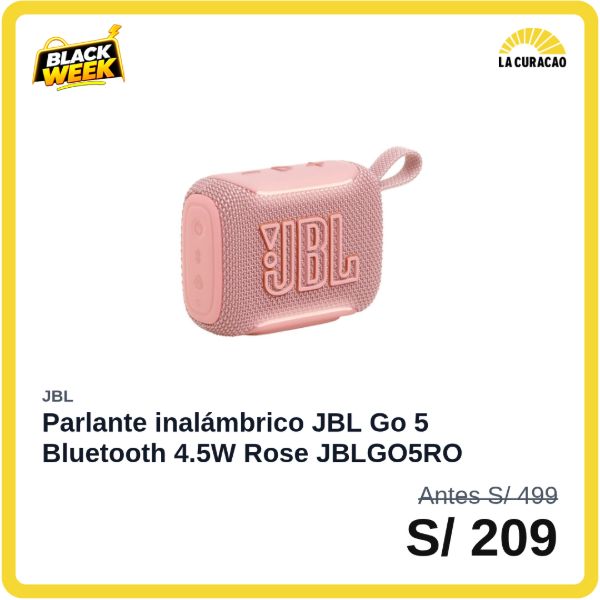 BLACK
WEEK
LA CURACAO
JBL
JBL
Parlante inalámbrico JBL Go 5
Bluetooth 4.5W Rose JBLGO5RO
Antes S/ 499
S/ 209